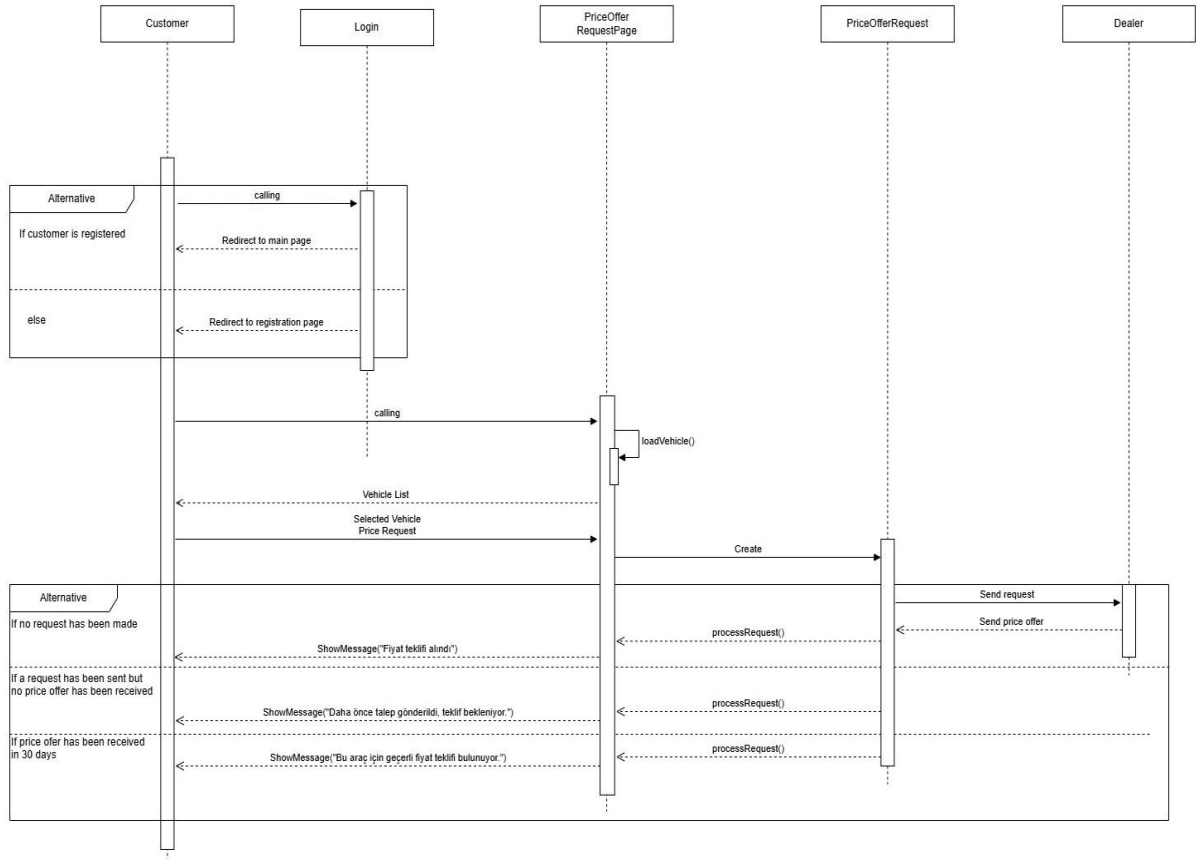 Customer
Login
PriceOffer
RequestPage
PriceOfferRequest
Dealer
Alternative
calling
If customer is registered
Redirect to main page
else
Redirect to registration page
calling
loadVehicle()
Vehicle List
Selected Vehicle
Price Request
Create
Alternative
Send request
If no request has been made
Send price offer
processRequest()
ShowMessage("Fiyat teklifi alındı")
If a request has been sent but
no price offer has been received
processRequest()
ShowMessage("Daha önce talep gönderildi, teklif bekleniyor.")
If price ofer has been received
in 30 days
processRequest()
ShowMessage("Bu araç için geçerli fiyat teklifi bulunuyor.")